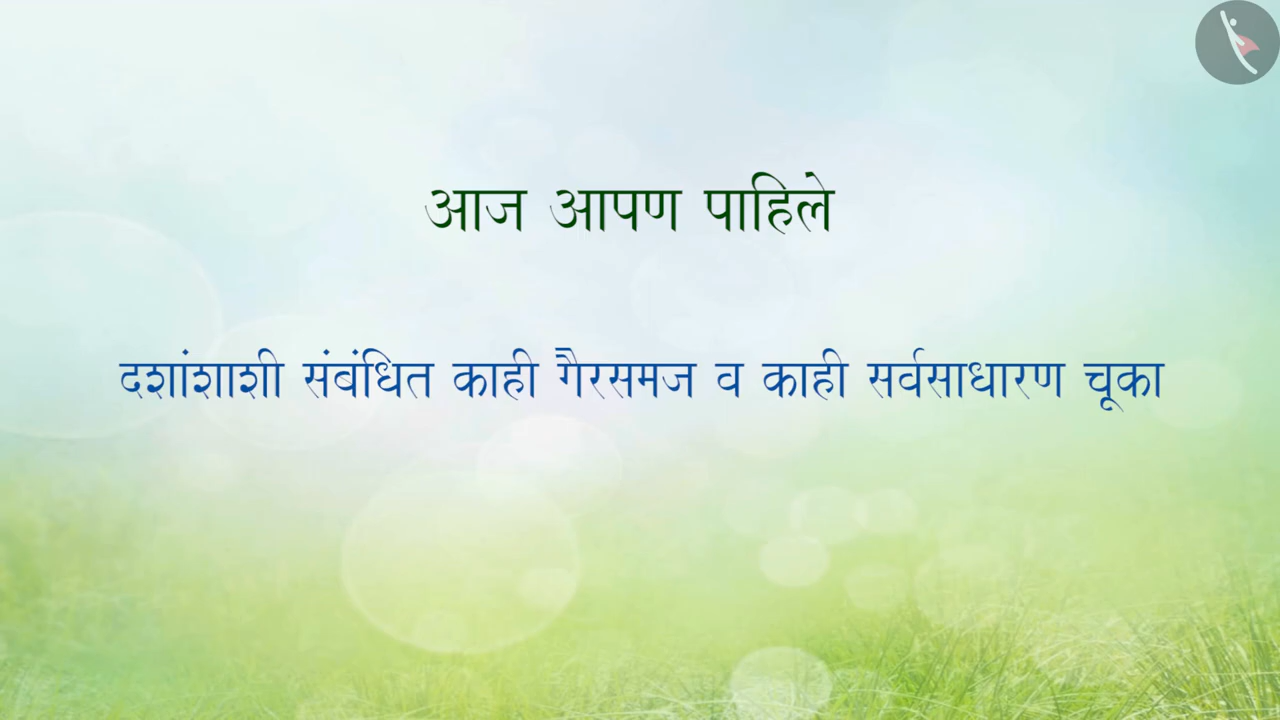 आज आपण पाहिले
दशांशाशी संबंधित काही गैरसमज व काही सर्वसाधारण चूका